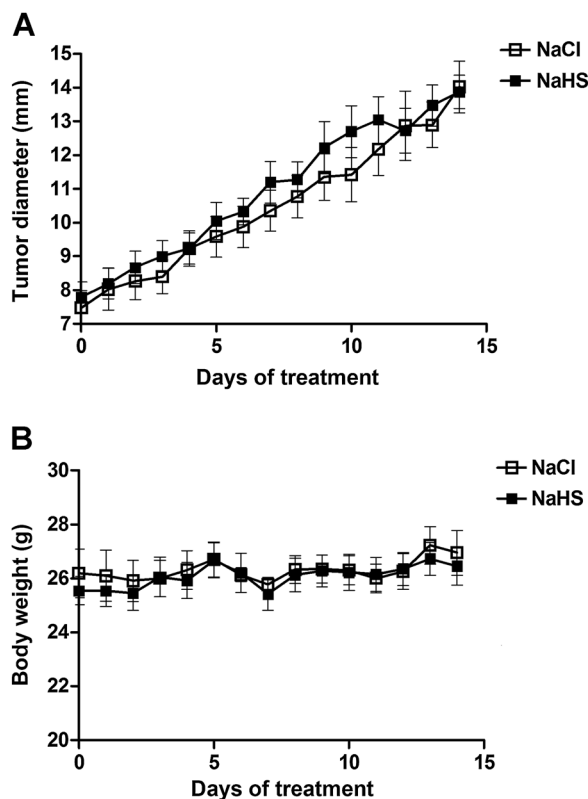 A
NaCl
NaHS
Tumor diameter (mm)
15
14
13
12
11
10
9
8
7
0
5
10
15
Days of treatment
B
NaCl
NaHS
Body weight (g)
30
28
26
24
22
20
0
5
10
15
Days of treatment